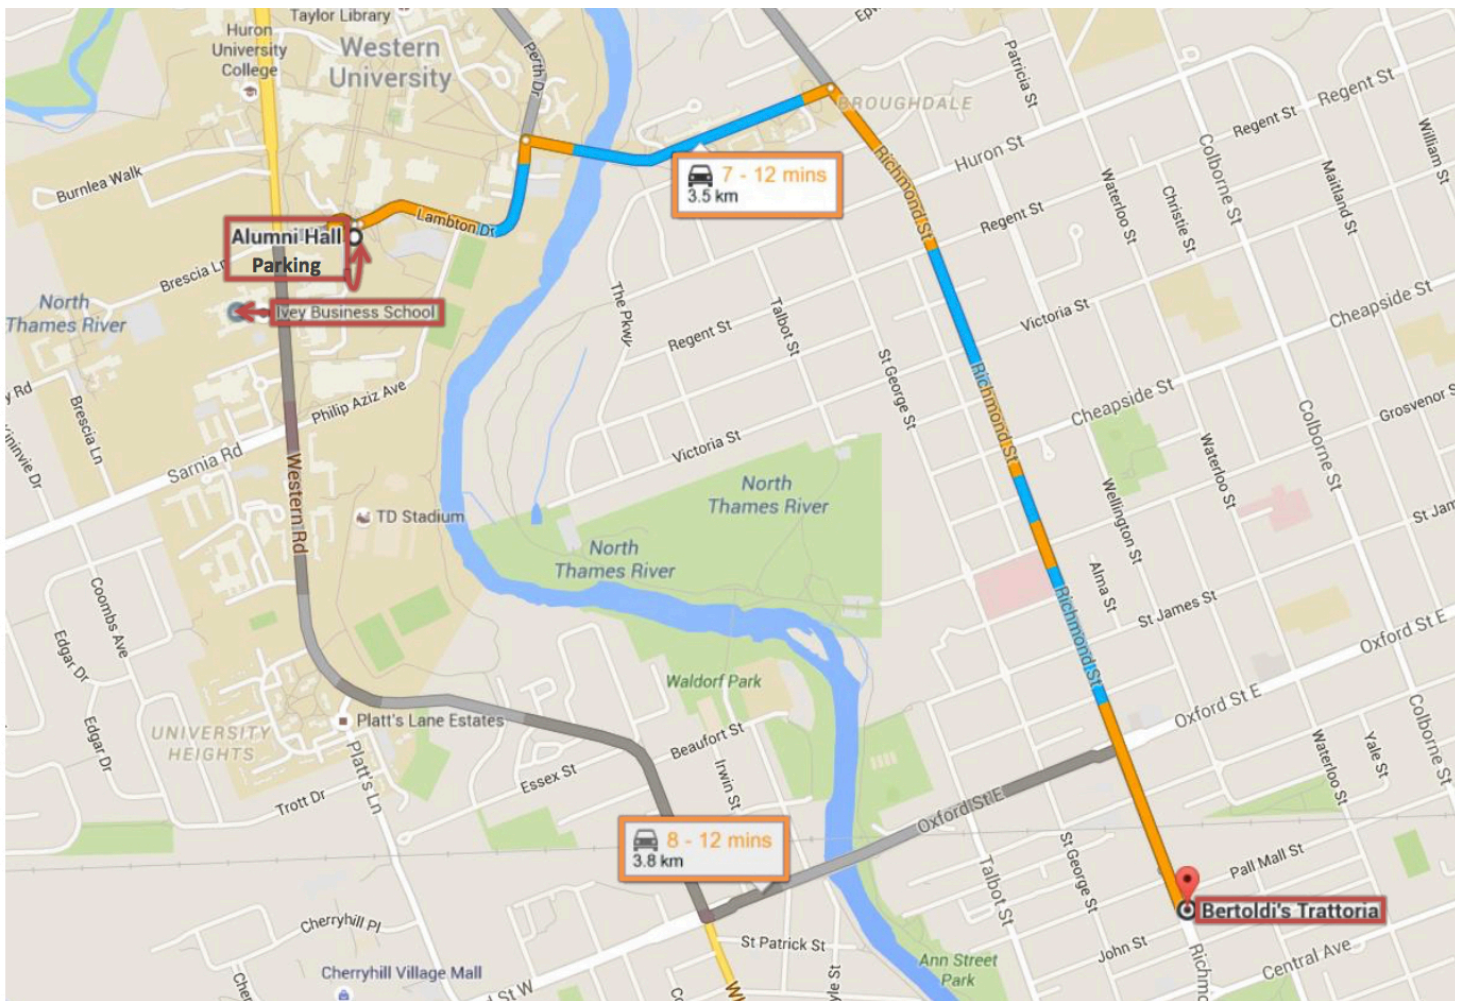 Taylor Library
Huron
University
College
Western
University
Perth Dr
BROUGHDALE
Patricia St
Regent St
Regent St
William St
Huron St
Colborne St
Maitland St
Waterloo St
Christie St
Burnlea Walk
7 - 12 mins
3.5 km
Richmond St
Regent St
Lambton Dr
Alumni Hall
Parking
Brescia Ln
North
Thames River
Ivey Business School
The Pkwy
Talbot St
Regent St
Victoria St
Cheapside St
St George St
Richmond St
Cheapside St
Grosvenor S
y Rd
Brescia Ln
Philip Aziz Ave
Colborne St
Victoria St
Waterloo St
Sarnia Rd
ninvie Dr
Western Rd
TD Stadium
North
Thames River
Wellington St
St Jam
North
Thames River
Alma St
Coombs Ave
Richmond St
St James St
Oxford St E
Edgar Dr
Waldorf Park
Oxford St E
Colborne St
UNIVERSITY
HEIGHTS
Platt's Lane Estates
Edgar Dr
Beaufort St
Waterloo St
Yale St
Platt's Ln
Essex St
Irwin St
Trott Dr
Oxford St E
8 - 12 mins
3.8 km
Talbot St
St George St
Pall Mall St
Bertoldi's Trattoria
Cherryhill Pl
St Patrick St
John St
Central Ave
Richmo
Cherryhill Village Mall
Ann Street
Park
Cher
d St W
yle St
Wh